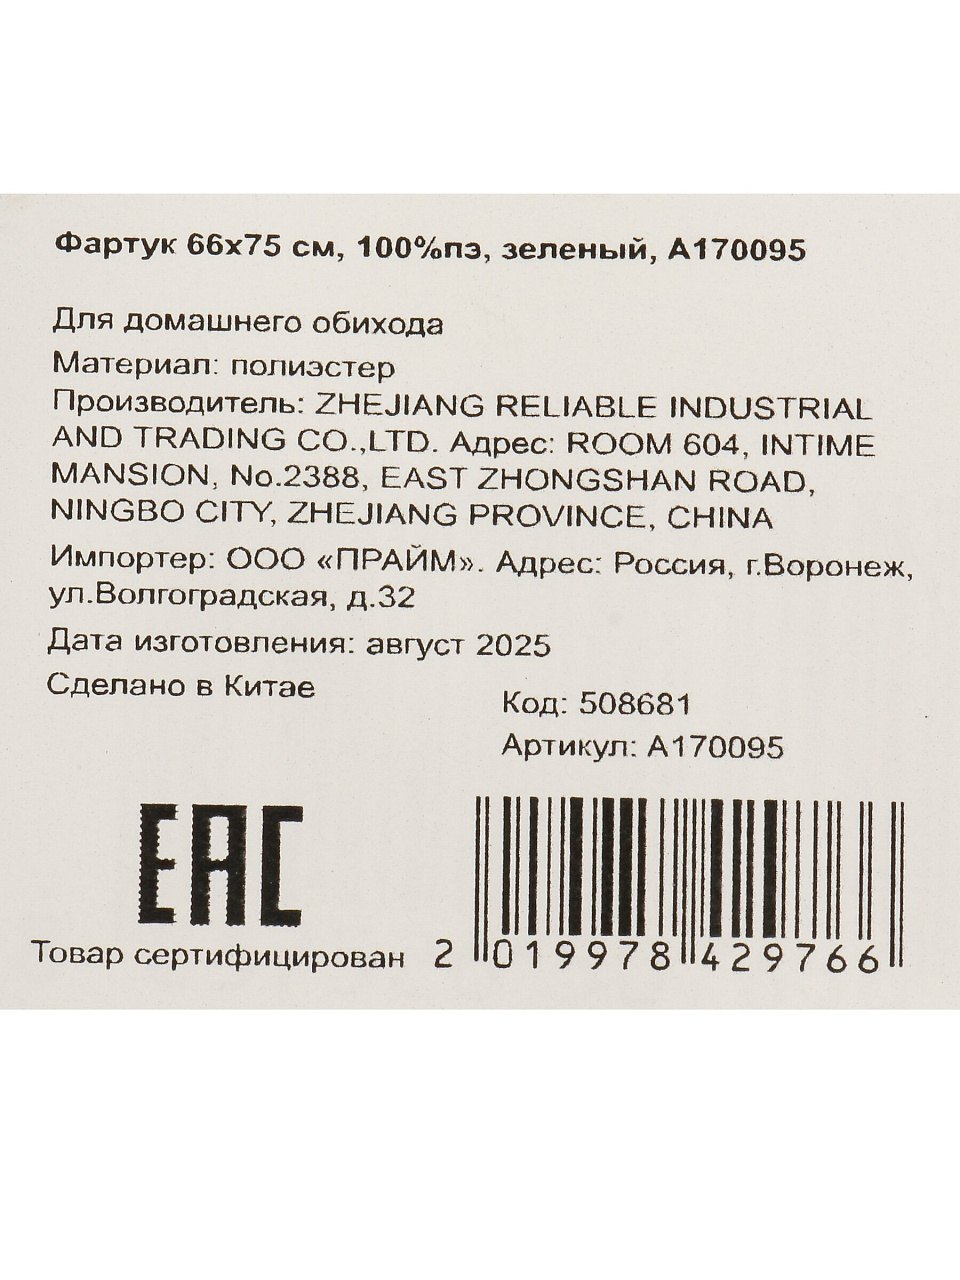 Фартук 66x75 см, 100%пэ, зеленый, A170095
Для домашнего обихода
Материал: полиэстер
Производитель: ZHEJIANG RELIABLE INDUSTRIAL
AND TRADING CO.,LTD. Адрес: ROOM 604, INTIME
MANSION, No.2388, EAST ZHONGSHAN ROAD,
NINGBO CITY, ZHEJIANG PROVINCE, CHINA
Импортер: ООО «ПРАЙМ». Адрес: Россия, г.Воронеж,
ул.Волгоградская, д.32
Дата изготовления: август 2025
Сделано в Китае
Код: 508681
Артикул: A170095
EAC
Товар сертифицирован
2 019978 429766